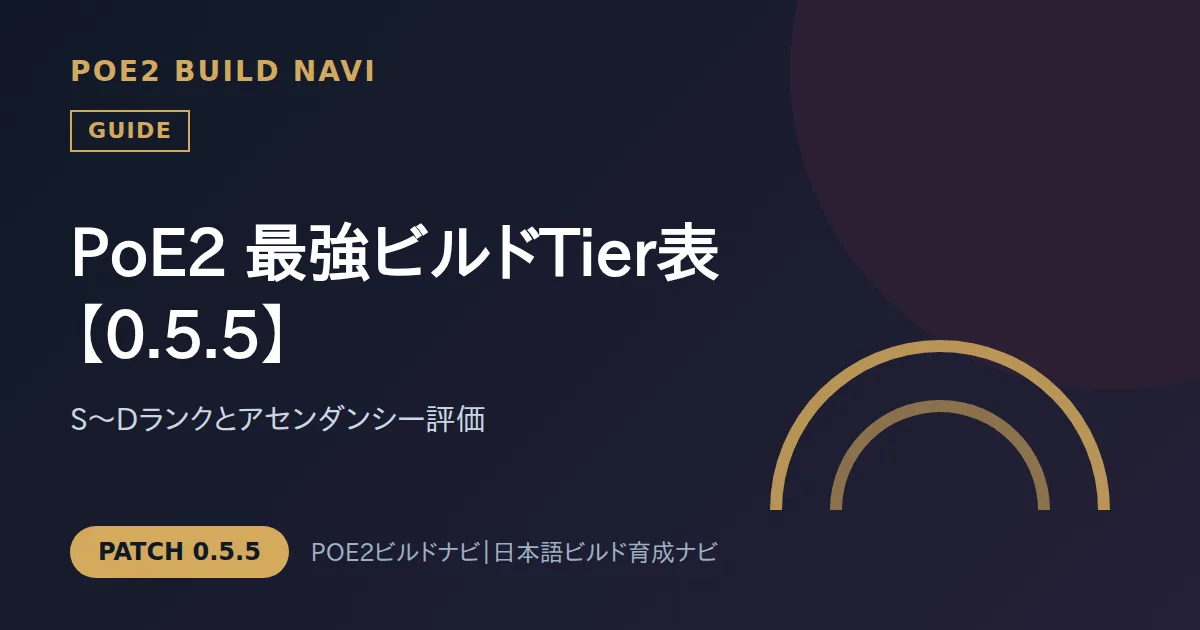 POE2 BUILD NAVI
GUIDE
PoE2 最強ビルドTier表
【0.5.5】
S〜Dランクとアセンダンシー評価
PATCH 0.5.5
POE2ビルドナビ|日本語ビルド育成ナビ